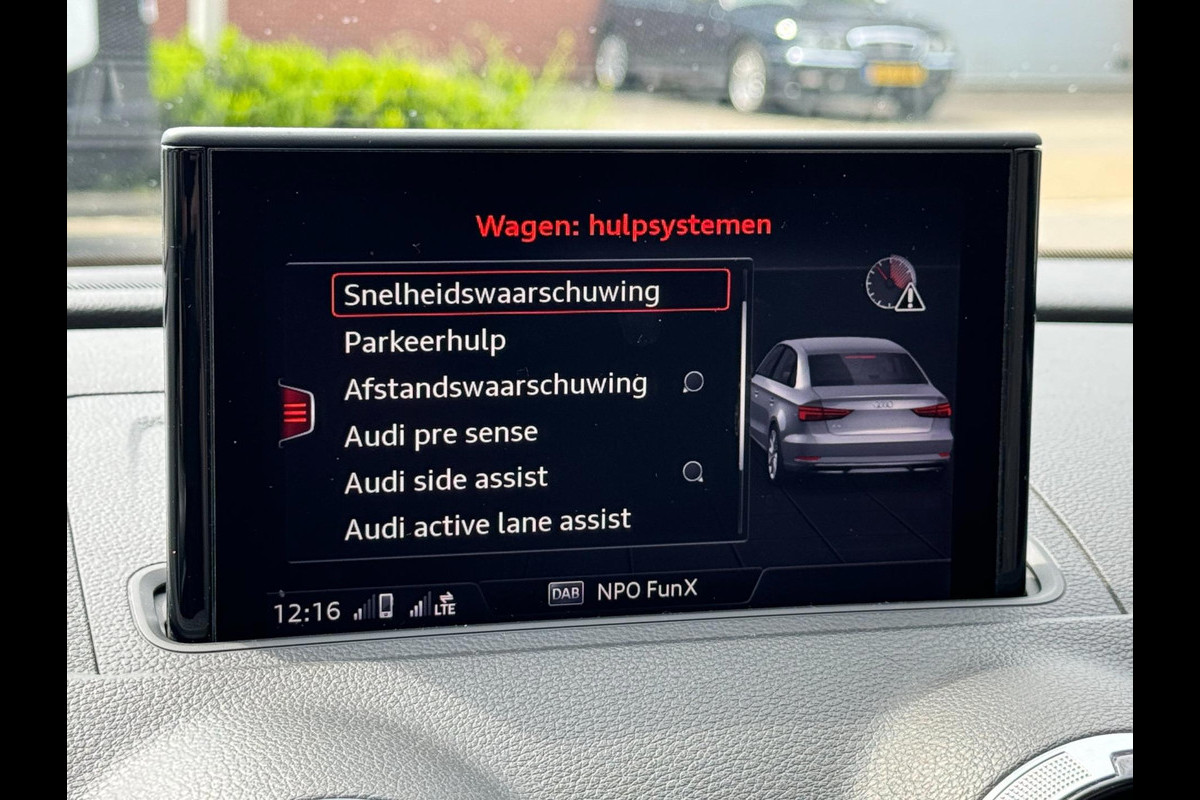 Wagen: hulpsystemen
Snelheidswaarschuwing
Parkeerhulp
Afstandswaarschuwing
Audi pre sense
Audi side assist
Audi active lane assist
12:16 LTE DAB NPO FunX